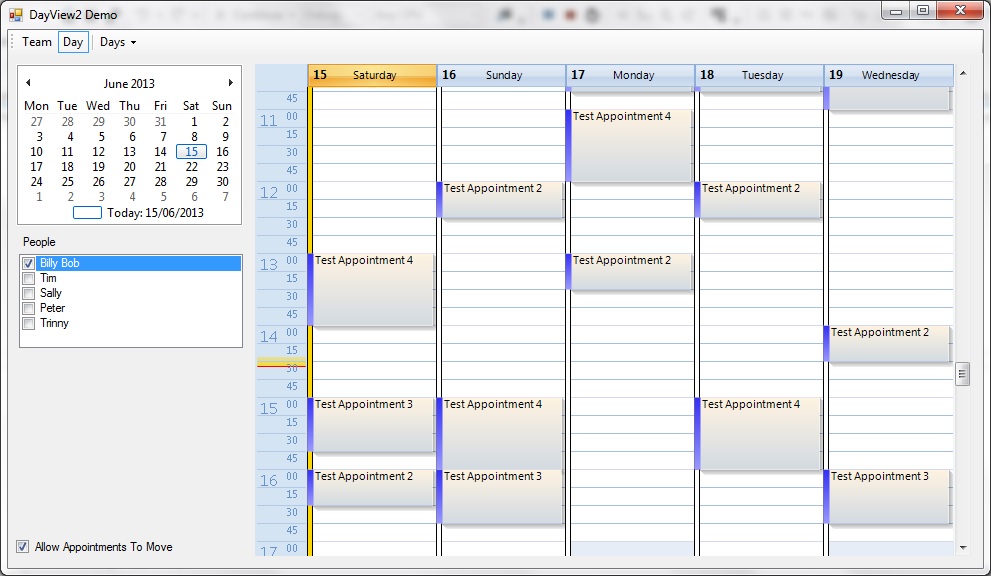 DayView2 Demo
Team Day Days
June 2013
Mon Tue Wed Thu Fri Sat Sun
27 28 29 30 31 1 2
3 4 5 6 7 8 9
10 11 12 13 14 15 16
17 18 19 20 21 22 23
24 25 26 27 28 29 30
1 2 3 4 5 6 7
Today: 15/06/2013
People
Billy Bob
Tim
Sally
Peter
Trinny
Allow Appointments To Move
15 Saturday 16 Sunday 17 Monday 18 Tuesday 19 Wednesday
45
11 00 Test Appointment 4
15
30
45
12 00 Test Appointment 2 Test Appointment 2
15
30
45
13 00 Test Appointment 4 Test Appointment 2
15
30
45
14 00 Test Appointment 2
15
30
45
15 00 Test Appointment 3 Test Appointment 4 Test Appointment 4
15
30
45
16 00 Test Appointment 2 Test Appointment 3 Test Appointment 3
15
30
45
17 00